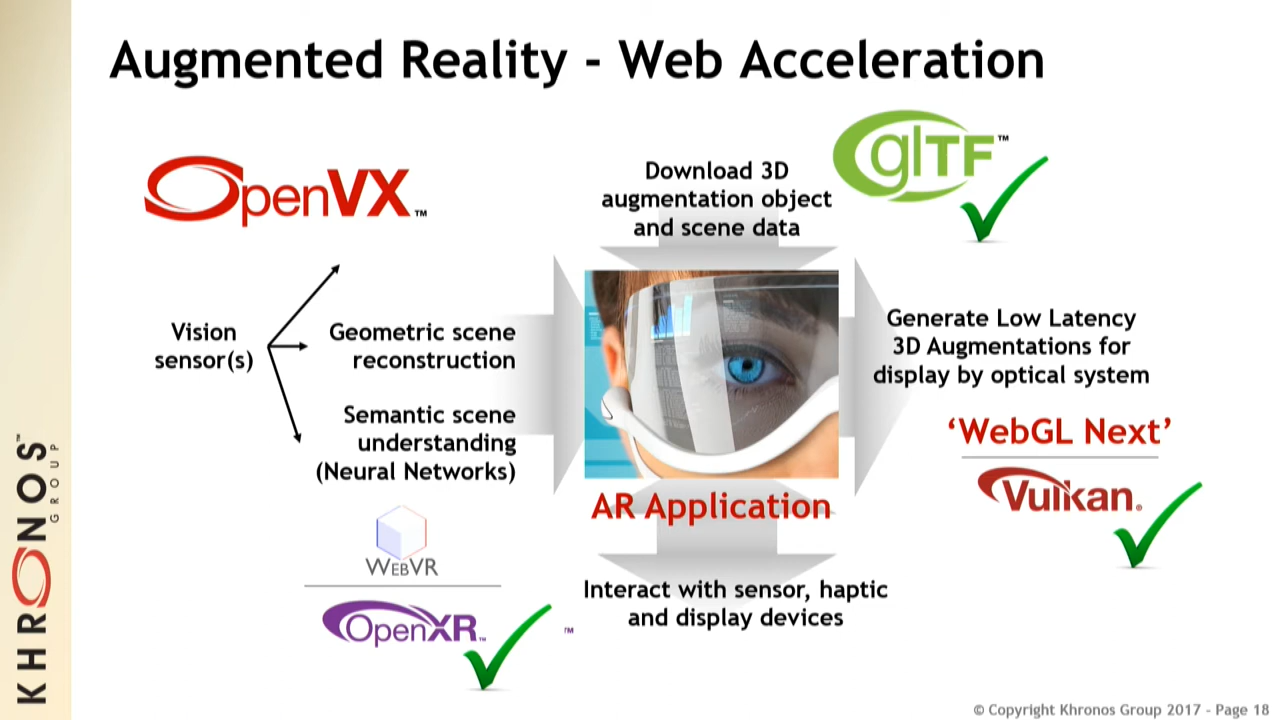 Augmented Reality - Web Acceleration
OpenVX™
Download 3D
augmentation object
and scene data
glTF™
Vision
sensor(s)
Geometric scene
reconstruction
Semantic scene
understanding
(Neural Networks)
Generate Low Latency
3D Augmentations for
display by optical system
‘WebGL Next’
Vulkan®
AR Application
WEBVR
OpenXR™
™
Interact with sensor, haptic
and display devices
KHRONOS™
GROUP
© Copyright Khronos Group 2017 - Page 18